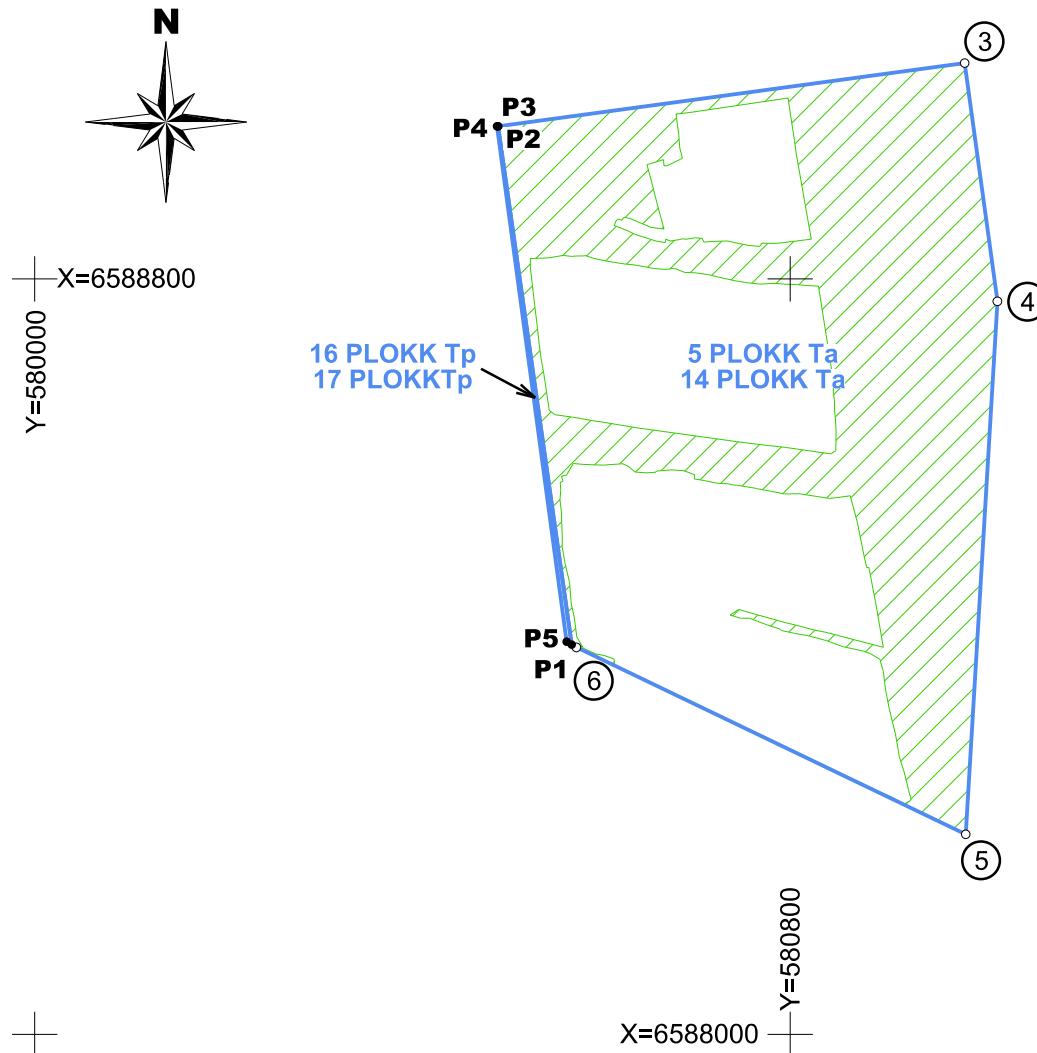 N
3
P3
P4
P2
X=6588800
4
Y=580000
16 PLOKK Tp
17 PLOKKTp
5 PLOKK Ta
14 PLOKK Ta
P5
P1
6
5
Y=580800
X=6588000